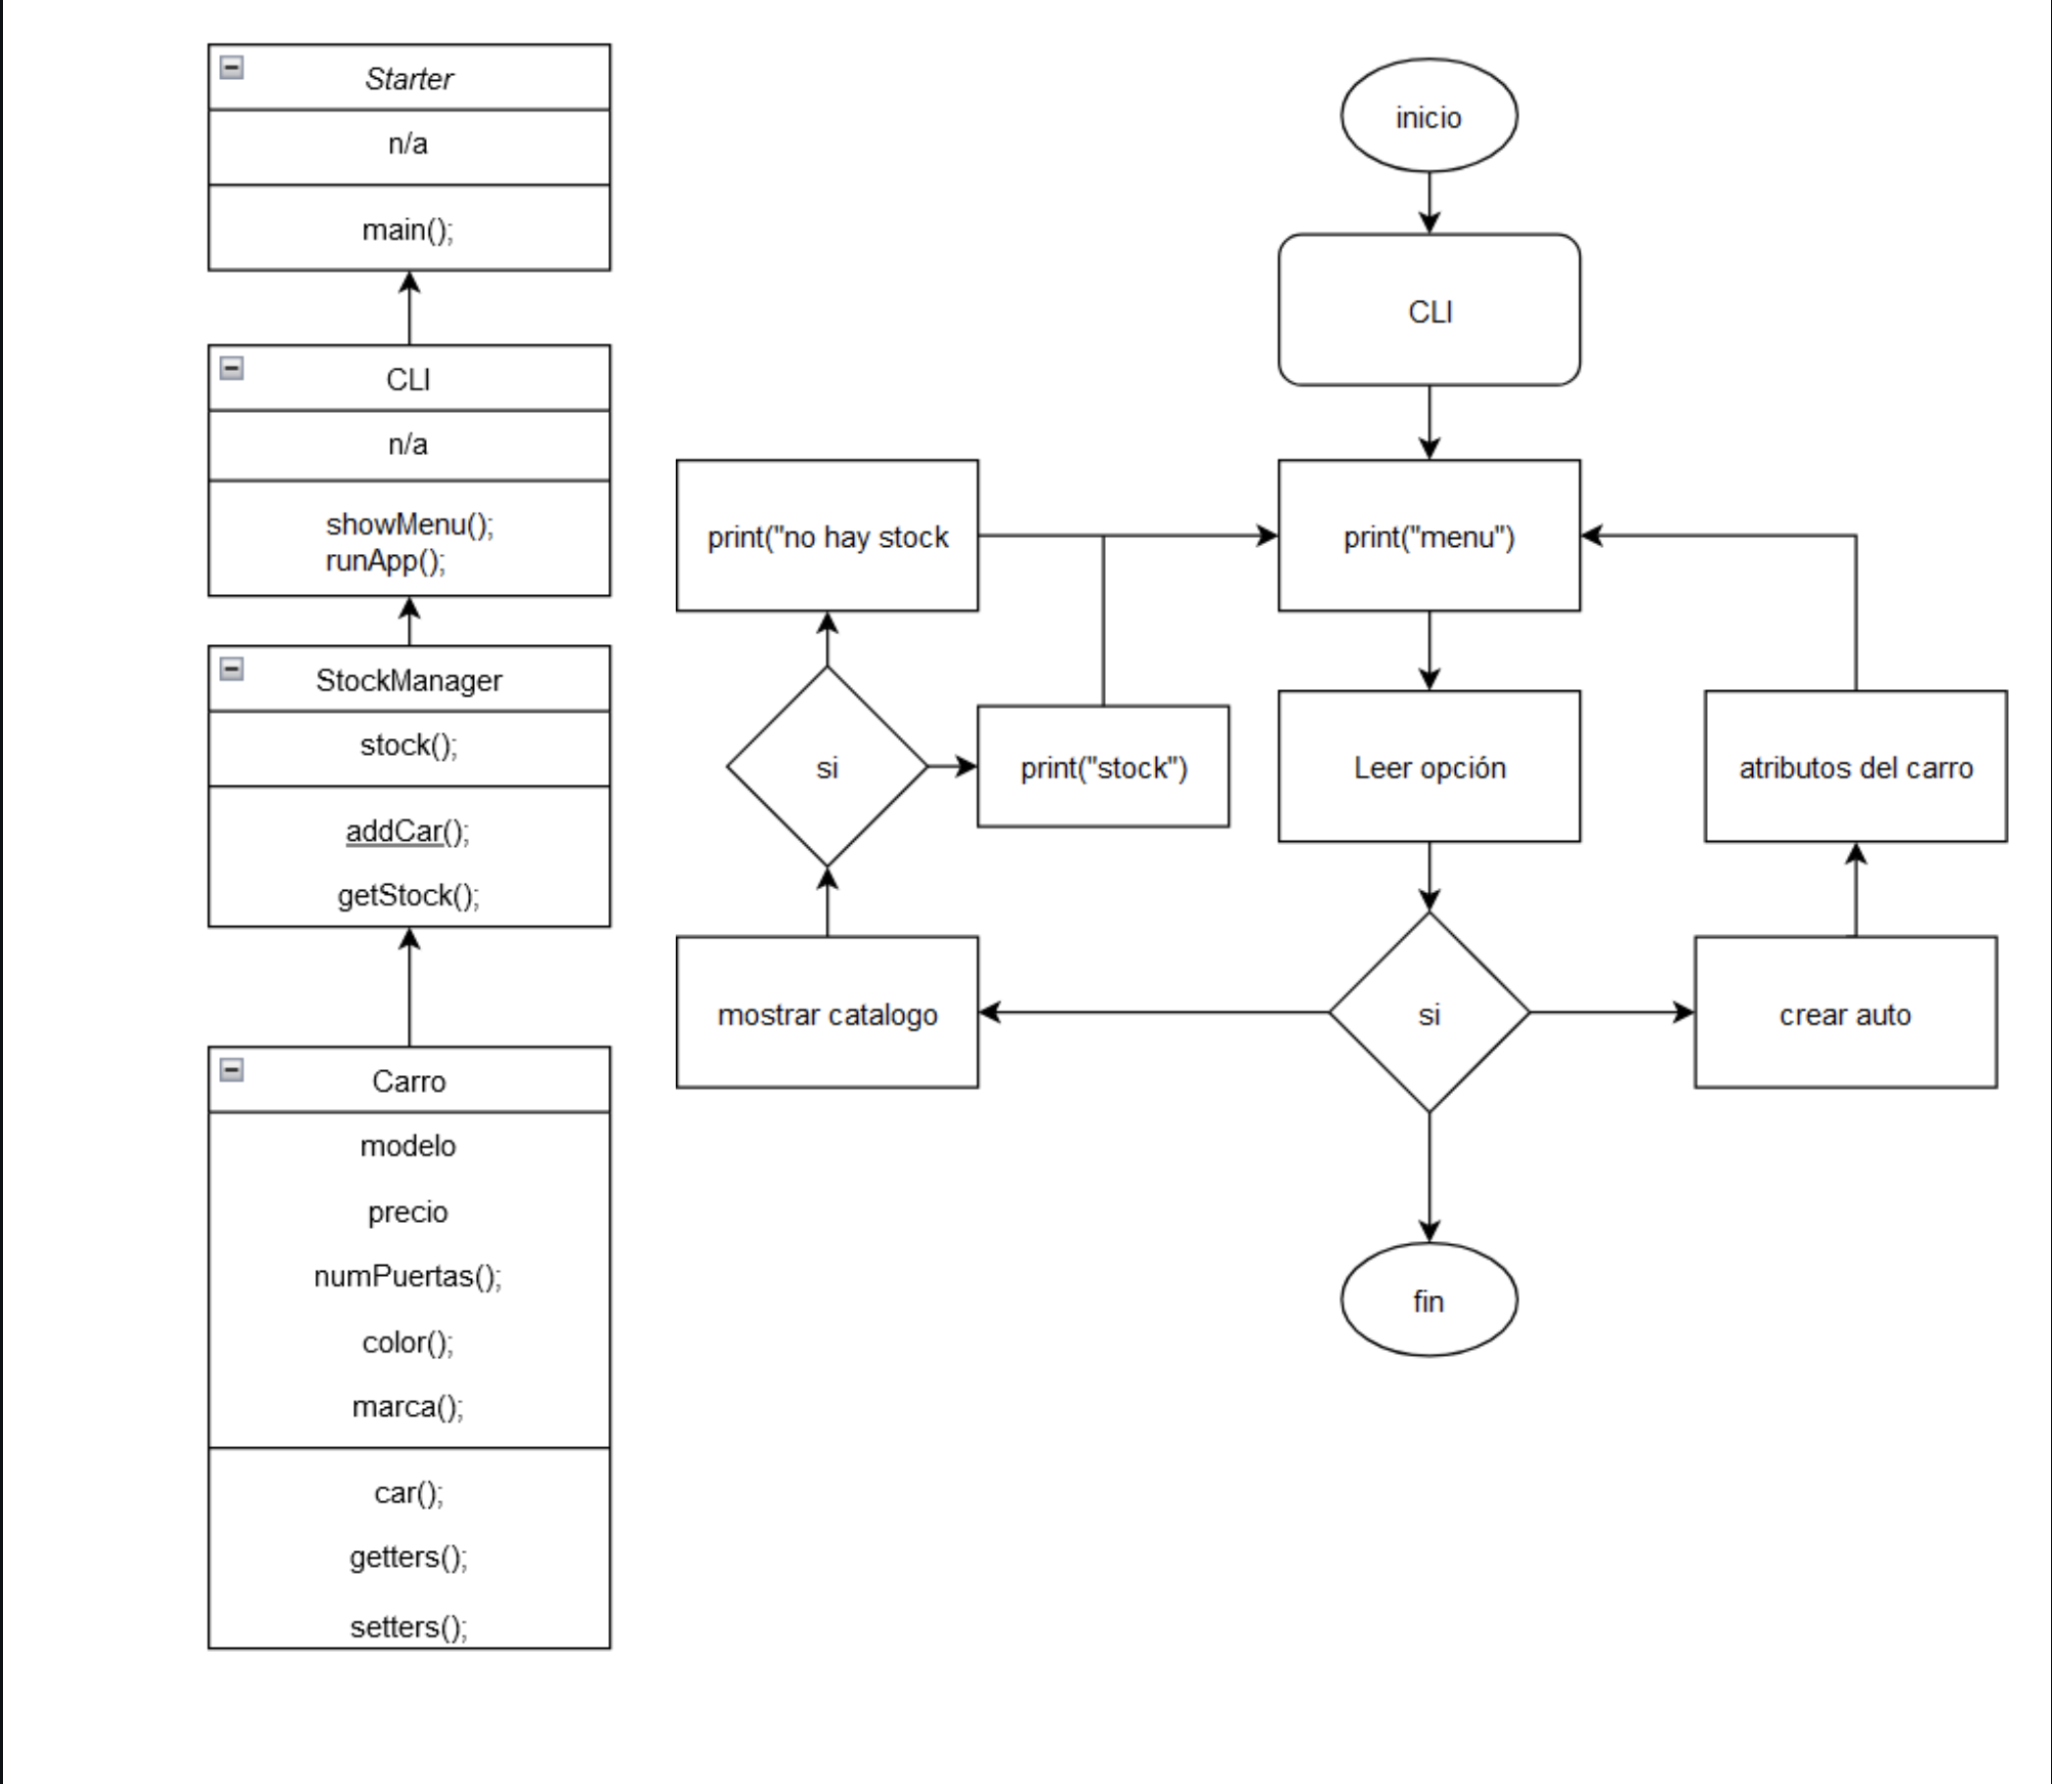 Starter
n/a
main();
CLI
n/a
showMenu();
runApp();
StockManager
stock();
addCar();
getStock();
Carro
modelo
precio
numPuertas();
color();
marca();
car();
getters();
setters();
inicio
CLI
print("no hay stock
print("menu")
si
print("stock")
Leer opción
atributos del carro
mostrar catalogo
si
crear auto
fin